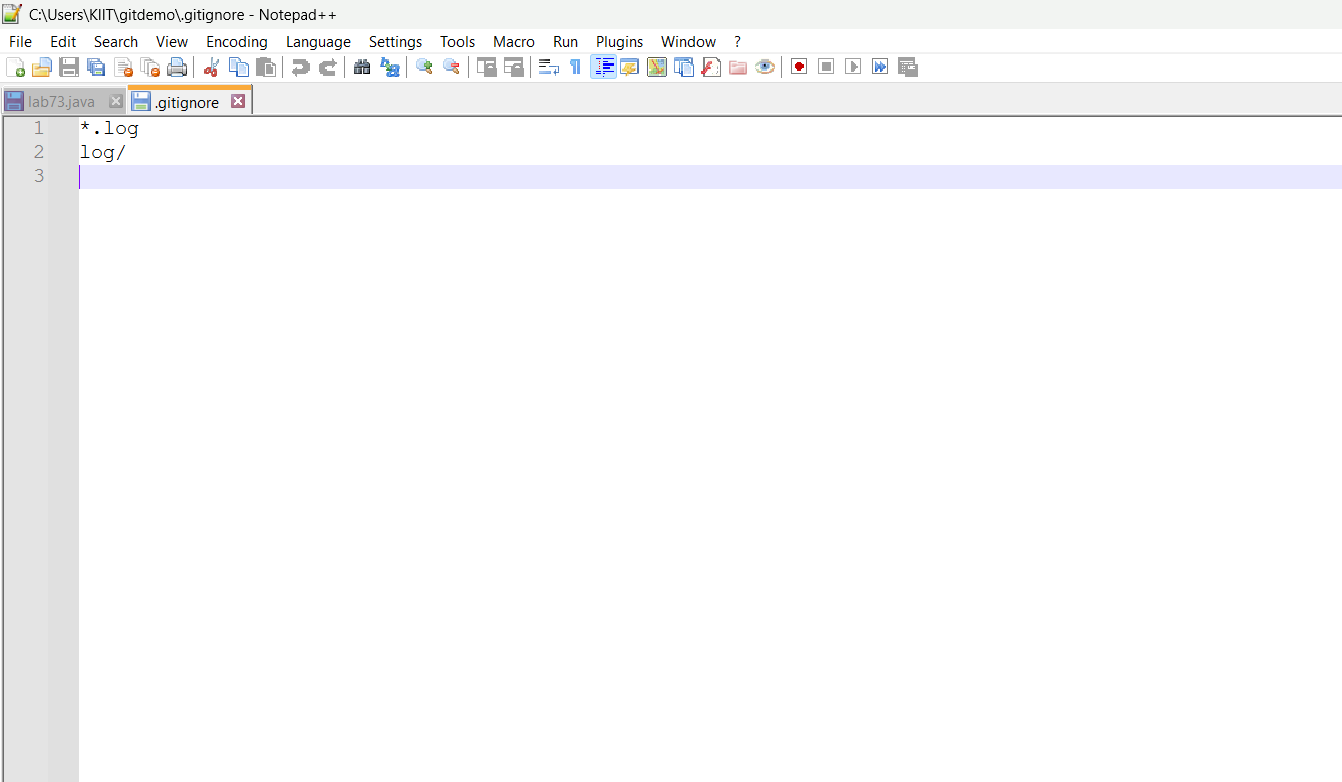 C:\Users\KIIT\gitdemo\.gitignore - Notepad++
File Edit Search View Encoding Language Settings Tools Macro Run Plugins Window ?
lab73.java .gitignore
1 *.log
2 log/
3